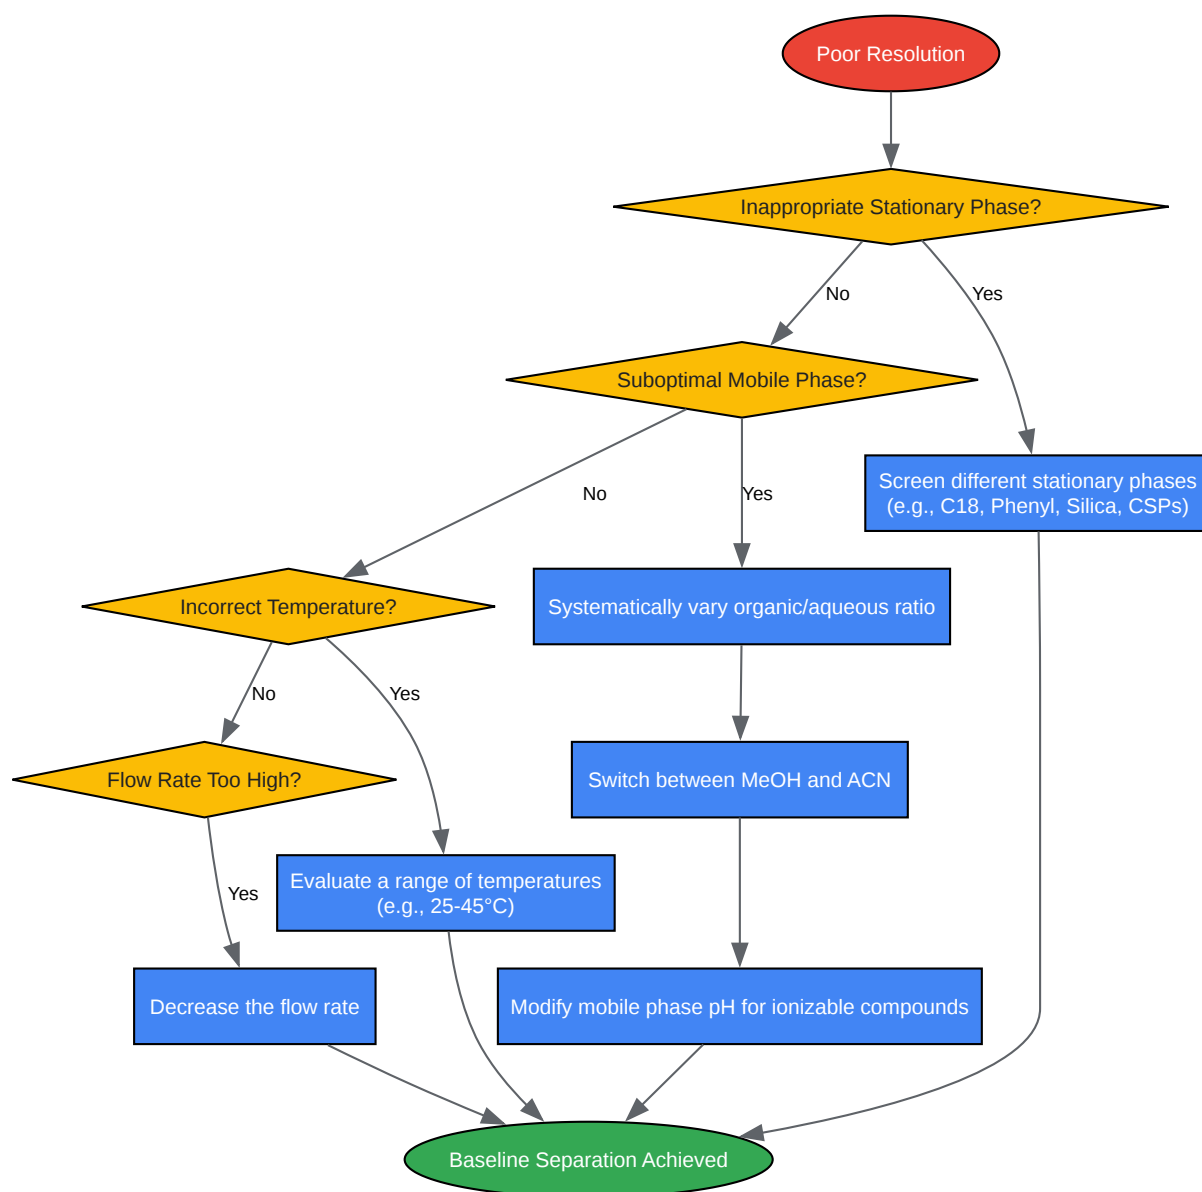 Poor Resolution
Inappropriate Stationary Phase?
No
Yes
Suboptimal Mobile Phase?
Screen different stationary phases
(e.g., C18, Phenyl, Silica, CSPs)
No
Yes
Incorrect Temperature?
Systematically vary organic/aqueous ratio
No
Yes
Flow Rate Too High?
Switch between MeOH and ACN
Yes
Evaluate a range of temperatures
(e.g., 25-45°C)
Decrease the flow rate
Modify mobile phase pH for ionizable compounds
Baseline Separation Achieved